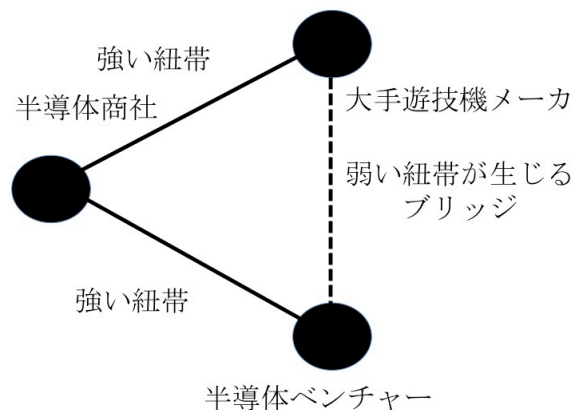 強い紐帯
半導体商社
大手遊技機メーカ
弱い紐帯が生じる
ブリッジ
強い紐帯
半導体ベンチャー